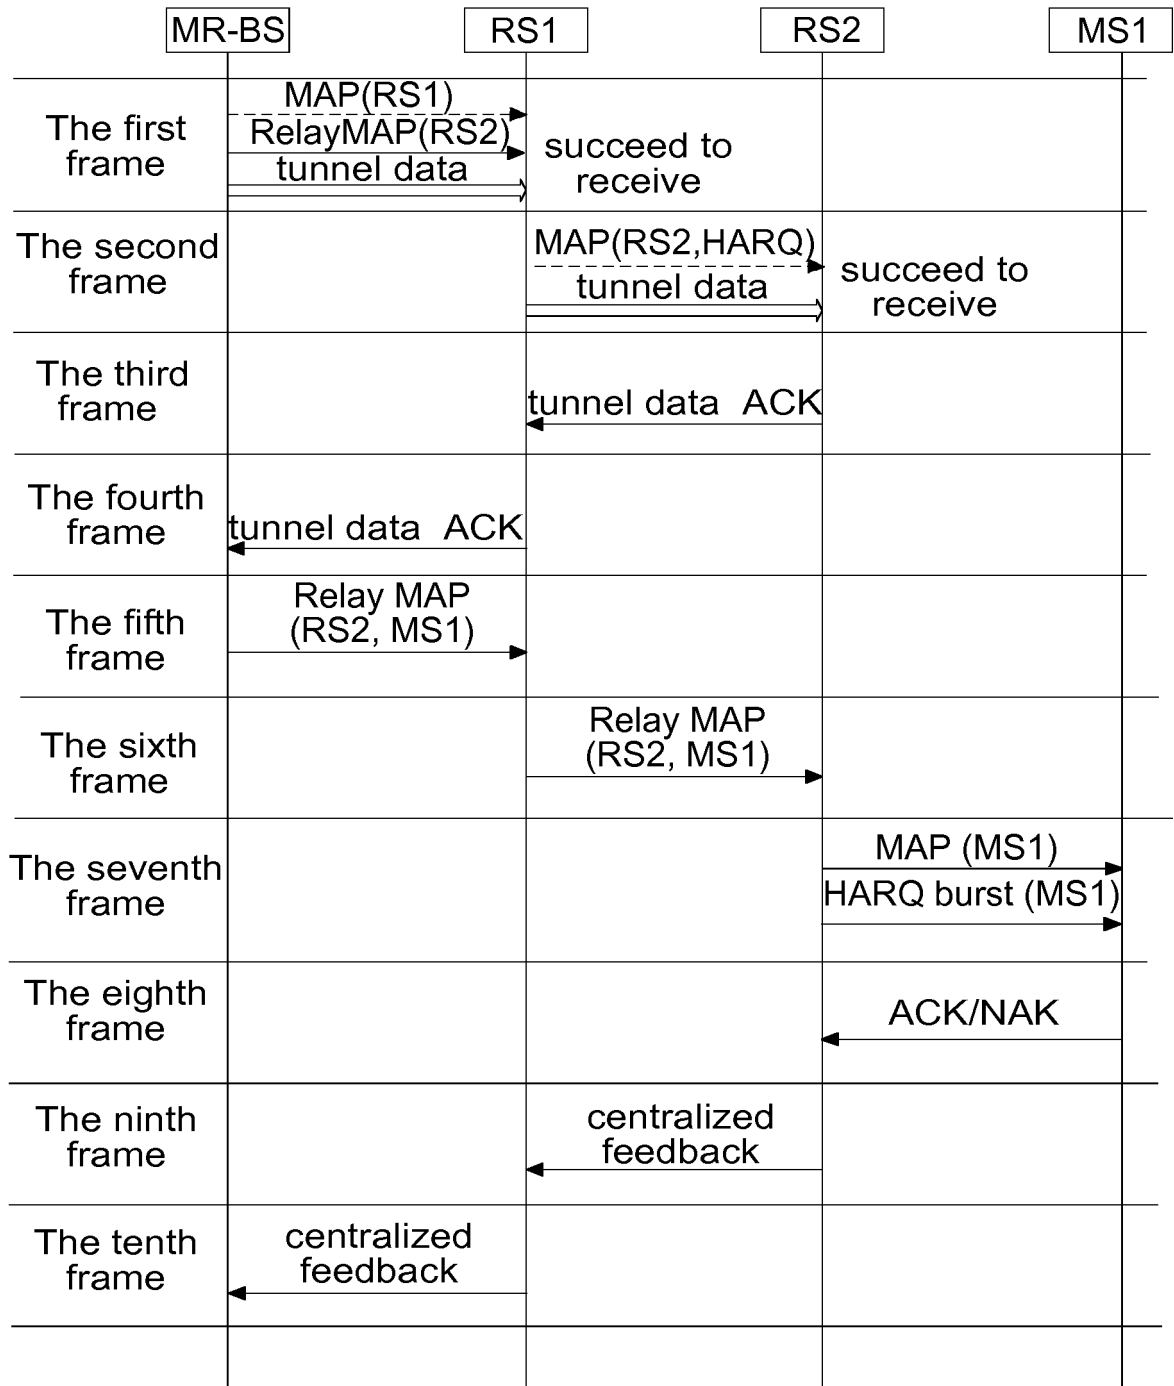 MR-BS RS1 RS2 MS1
The first
frame
MAP(RS1)
RelayMAP(RS2)
tunnel data
succeed to
receive
The second
frame
MAP(RS2,HARQ)
tunnel data
succeed to
receive
The third
frame
tunnel data ACK
The fourth
frame
tunnel data ACK
The fifth
frame
Relay MAP
(RS2, MS1)
The sixth
frame
Relay MAP
(RS2, MS1)
The seventh
frame
MAP (MS1)
HARQ burst (MS1)
The eighth
frame
ACK/NAK
The ninth
frame
centralized
feedback
The tenth
frame
centralized
feedback